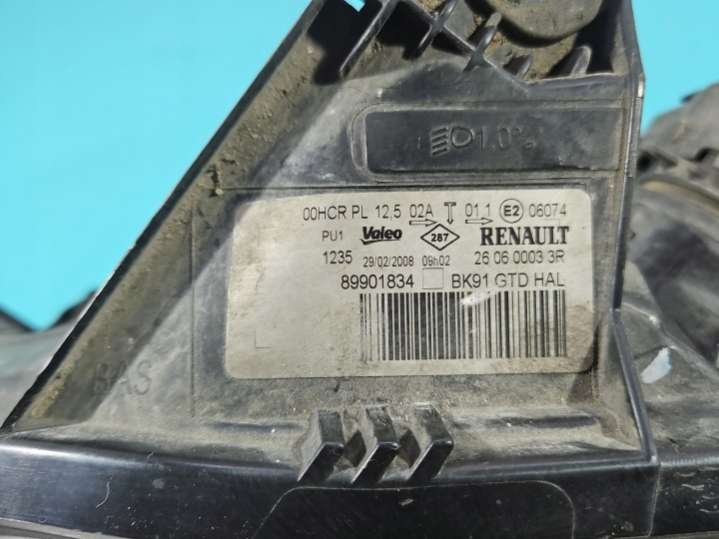 1.0%
00HCR PL 12,5 02A 01,1 E2 06074
PU1 Valeo 287 RENAULT
1235 29/02/2008 09h02 26 06 0003 3R
89901834 BK91 GTD HAL
L
BAS